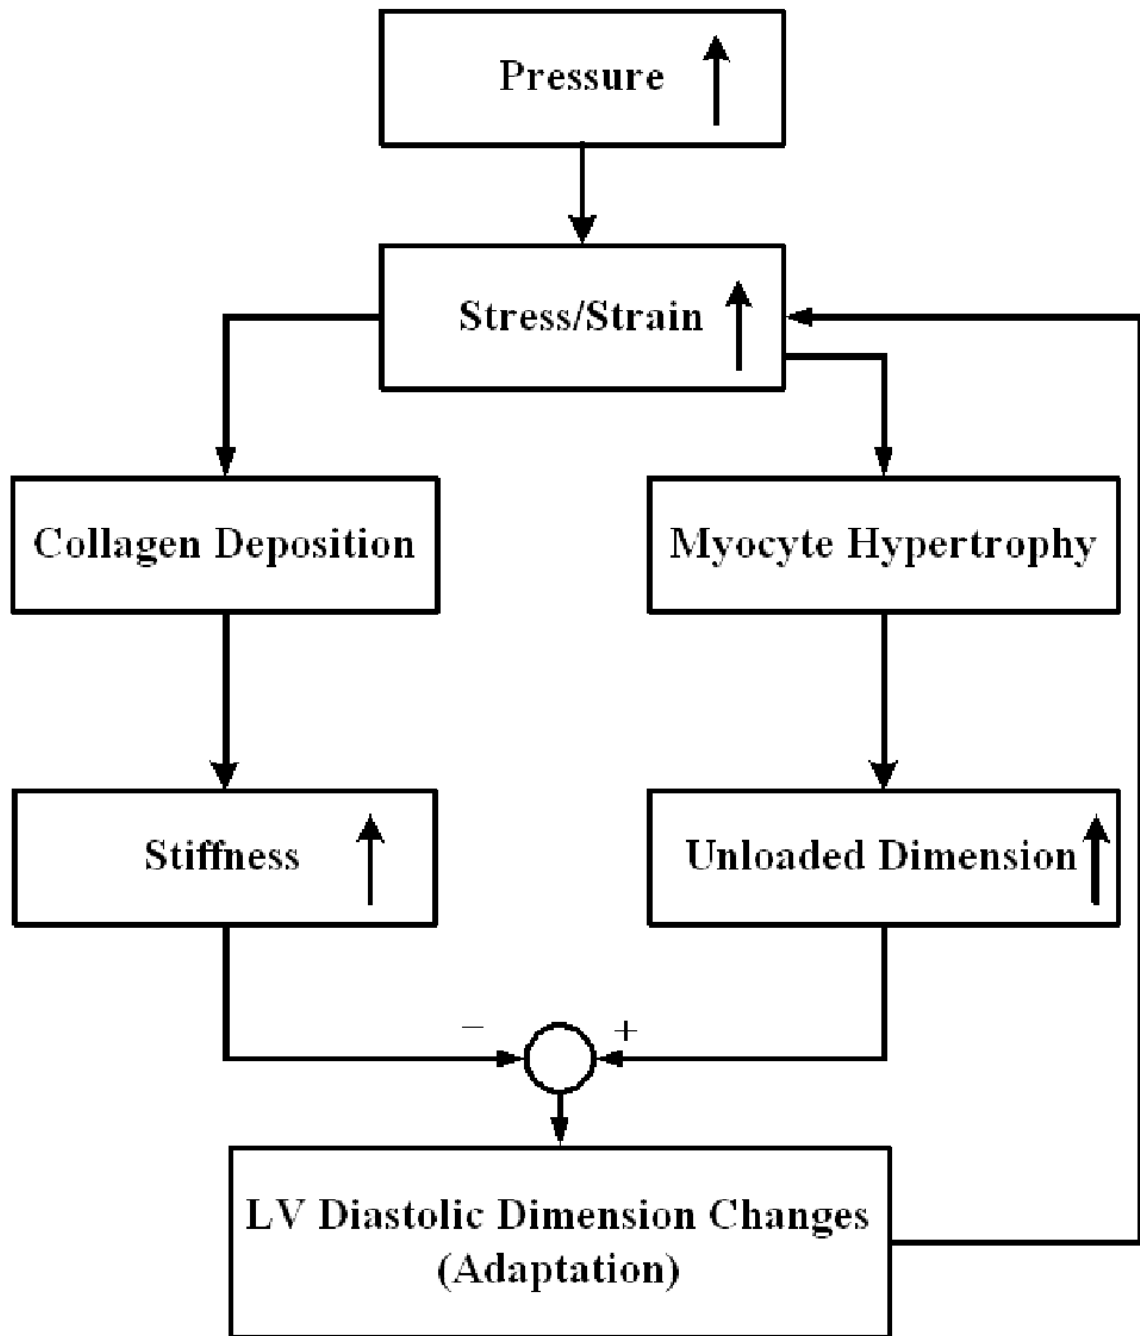 Pressure
Stress/Strain
Collagen Deposition
Myocyte Hypertrophy
Stiffness
Unloaded Dimension
− +
LV Diastolic Dimension Changes
(Adaptation)